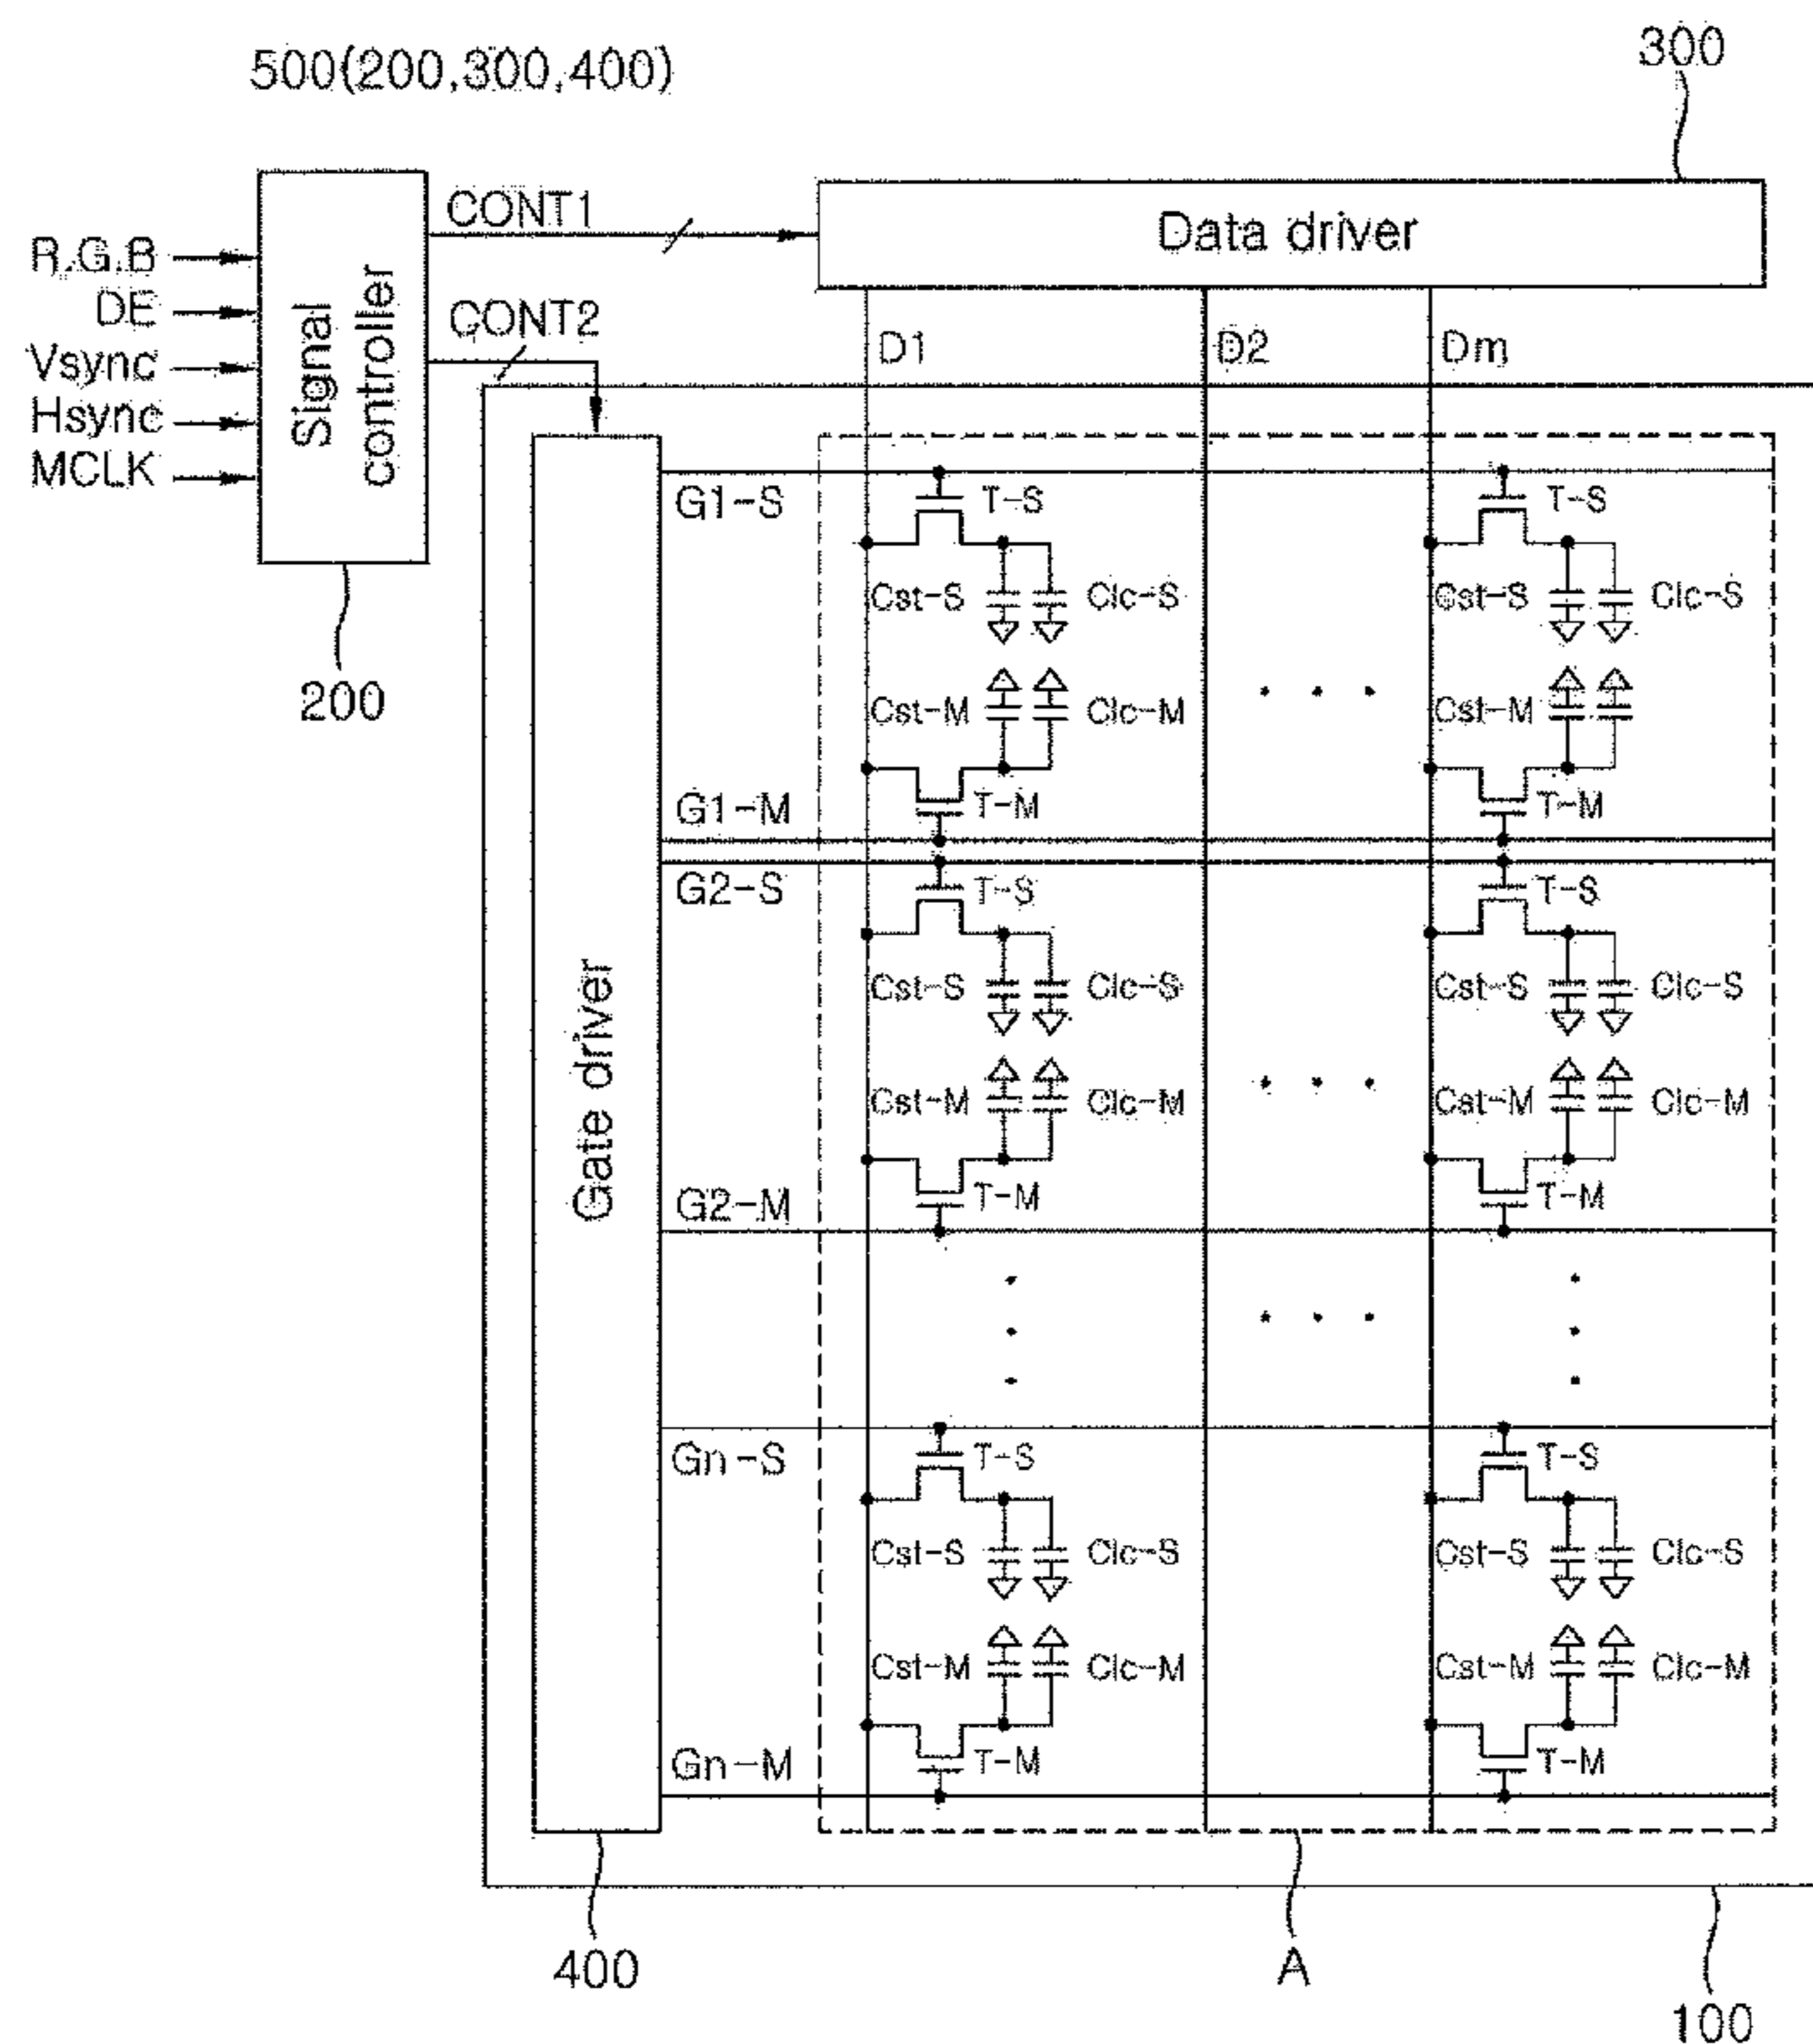 300
500(200,300,400)
CONT1
Data driver
R.G.B
DE
Vsync
Hsync
MCLK
Signal
controller
CONT2
D1 D2 Dm
G1-S T-S T-S
Cst-S Clc-S Cst-S Clc-S
200
Cst-M Clc-M Cst-M
G1-M T-M T-M
G2-S T-S T-S
Cst-S Clc-S Cst-S Clc-S
Gate driver
Cst-M Clc-M Cst-M Clc-M
G2-M T-M T-M
Gn-S T-S T-S
Cst-S Clc-S Cst-S Clc-S
Cst-M Clc-M Cst-M Clc-M
Gn-M T-M T-M
400
A
100